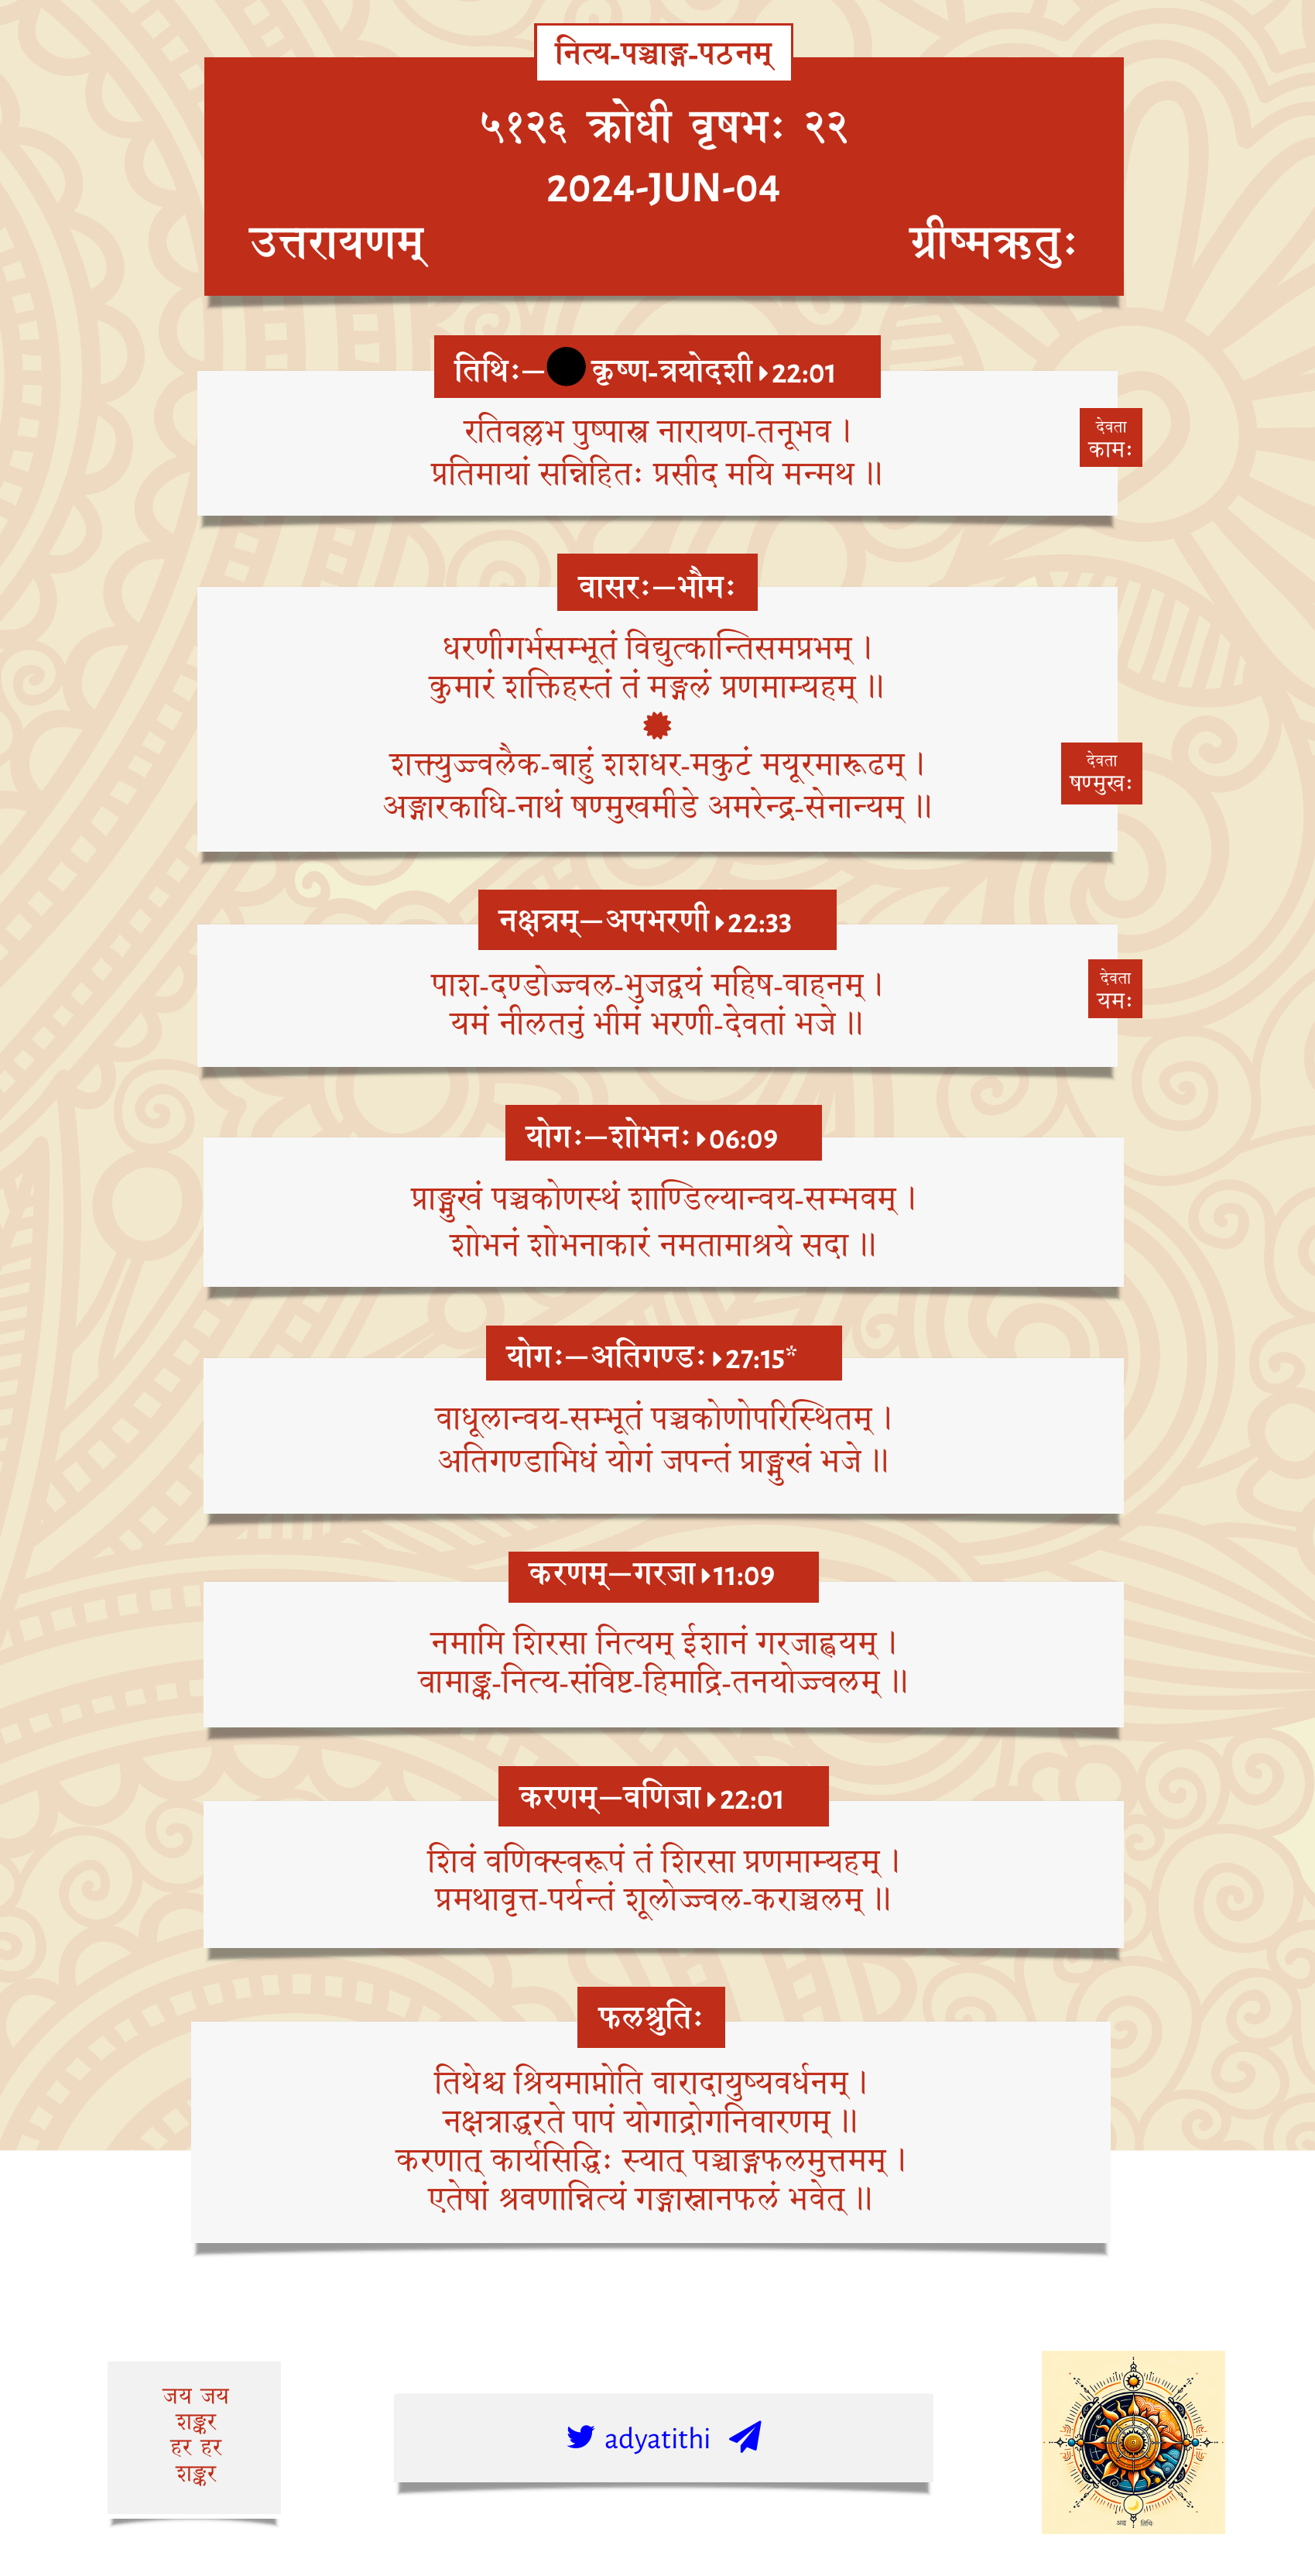 नित्य-पञ्चाङ्ग-पठनम्
५१२६ क्रोधी वृषभः २२
2024-JUN-04
उत्तरायणम् ग्रीष्मऋतुः
तिथिः—कृष्ण-त्रयोदशी 22:01
रतिवल्लभ पुष्पास्त्र नारायण-तनूभव ।
प्रतिमायां सन्निहितः प्रसीद मयि मन्मथ ॥
देवता
कामः
वासरः—भौमः
धरणीगर्भसम्भूतं विद्युत्कान्तिसमप्रभम् ।
कुमारं शक्तिहस्तं तं मङ्गलं प्रणमाम्यहम् ॥
शक्त्युज्ज्वलैक-बाहुं शशधर-मकुटं मयूरमारूढम् ।
अङ्गारकाधि-नाथं षण्मुखमीडे अमरेन्द्र-सेनान्यम् ॥
देवता
षण्मुखः
नक्षत्रम्—अपभरणी 22:33
पाश-दण्डोज्ज्वल-भुजद्वयं महिष-वाहनम् ।
यमं नीलतनुं भीमं भरणी-देवतां भजे ॥
देवता
यमः
योगः—शोभनः 06:09
प्राङ्मुखं पञ्चकोणस्थं शाण्डिल्यान्वय-सम्भवम् ।
शोभनं शोभनाकारं नमतामाश्रये सदा ॥
योगः—अतिगण्डः 27:15*
वाधूलान्वय-सम्भूतं पञ्चकोणोपरिस्थितम् ।
अतिगण्डाभिधं योगं जपन्तं प्राङ्मुखं भजे ॥
करणम्—गरजा 11:09
नमामि शिरसा नित्यम् ईशानं गरजाह्वयम् ।
वामाङ्क-नित्य-संविष्ट-हिमाद्रि-तनयोज्ज्वलम् ॥
करणम्—वणिजा 22:01
शिवं वणिक्स्वरूपं तं शिरसा प्रणमाम्यहम् ।
प्रमथावृत्त-पर्यन्तं शूलोज्ज्वल-कराञ्चलम् ॥
फलश्रुतिः
तिथेश्च श्रियमाप्नोति वारादायुष्यवर्धनम् ।
नक्षत्राद्धरते पापं योगाद्रोगनिवारणम् ॥
करणात् कार्यसिद्धिः स्यात् पञ्चाङ्गफलमुत्तमम् ।
एतेषां श्रवणान्नित्यं गङ्गास्नानफलं भवेत् ॥
जय जय
शङ्कर
हर हर
शङ्कर
adyatithi
अद्य तिथिः